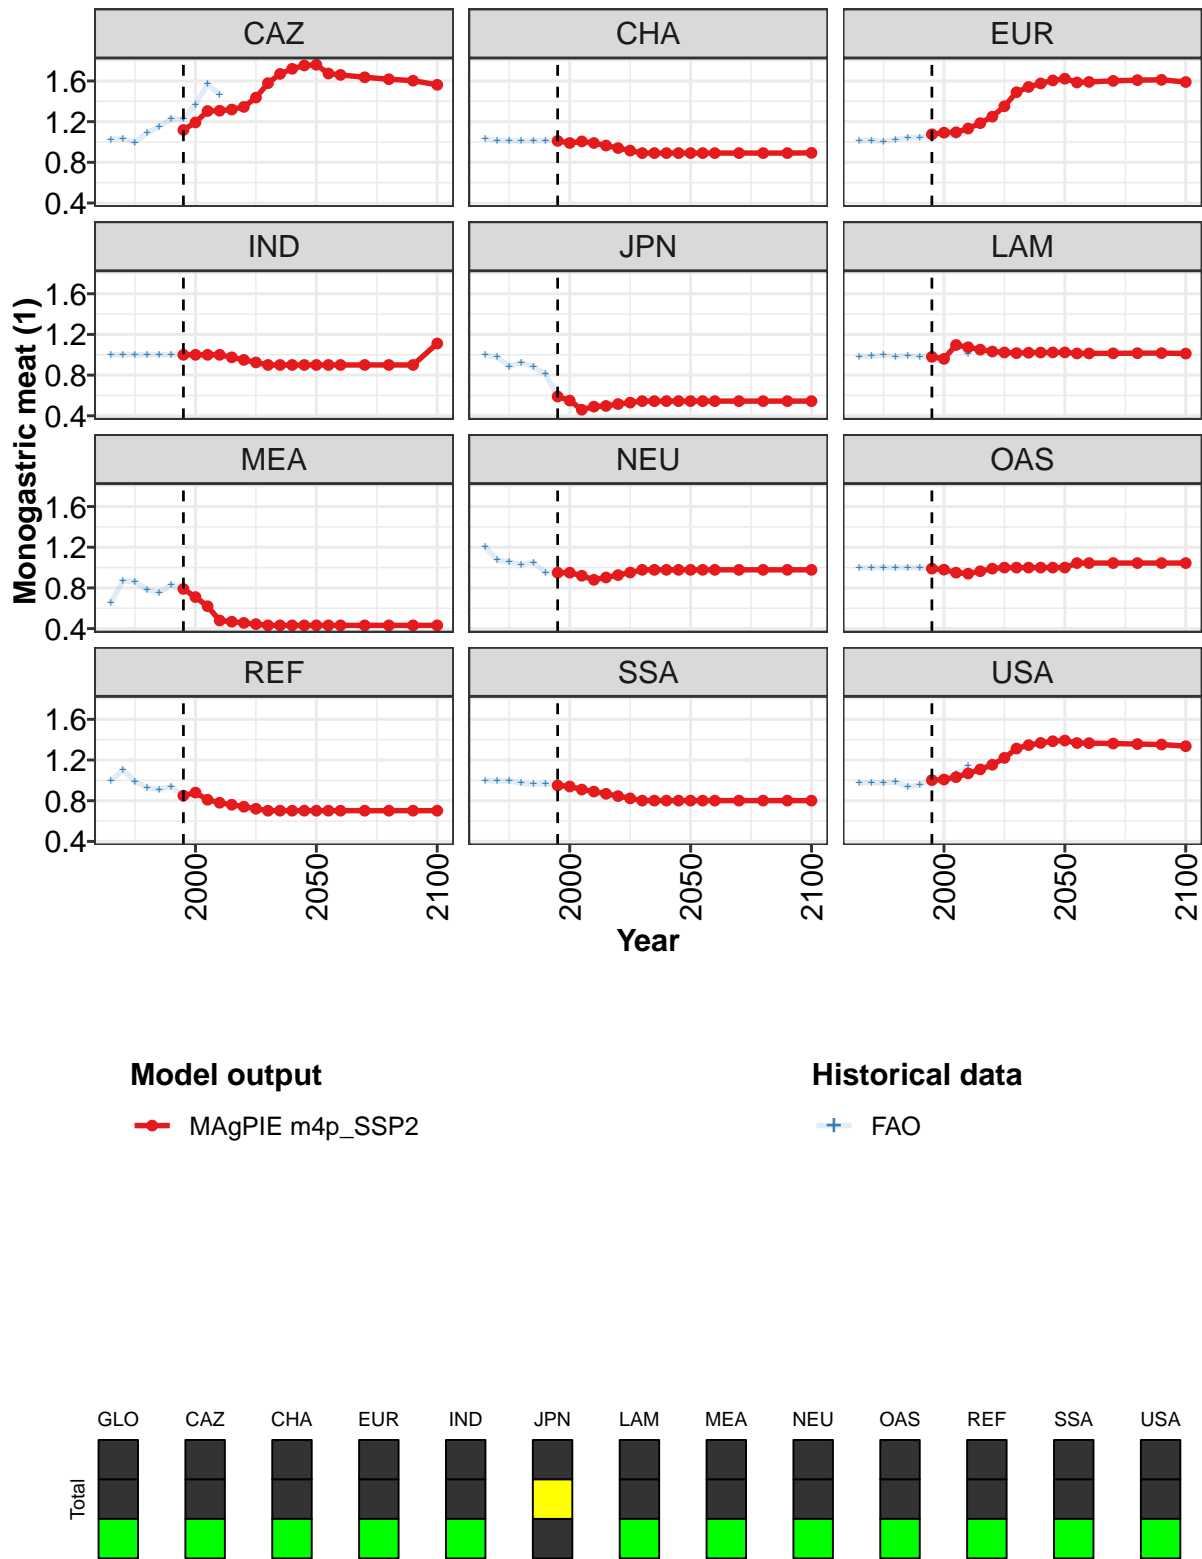 CAZ CHA EUR
1.6
1.2
0.8
0.4
IND JPN LAM
1.6
1.2
0.8
0.4
MEA NEU OAS
1.6
1.2
0.8
0.4
REF SSA USA
1.6
1.2
0.8
0.4
Monogastric meat (1)
2000 2050 2100 2000 2050 2100 2000 2050 2100
Year
Model output Historical data
MAgPIE m4p_SSP2 FAO
GLO CAZ CHA EUR IND JPN LAM MEA NEU OAS REF SSA USA
Total